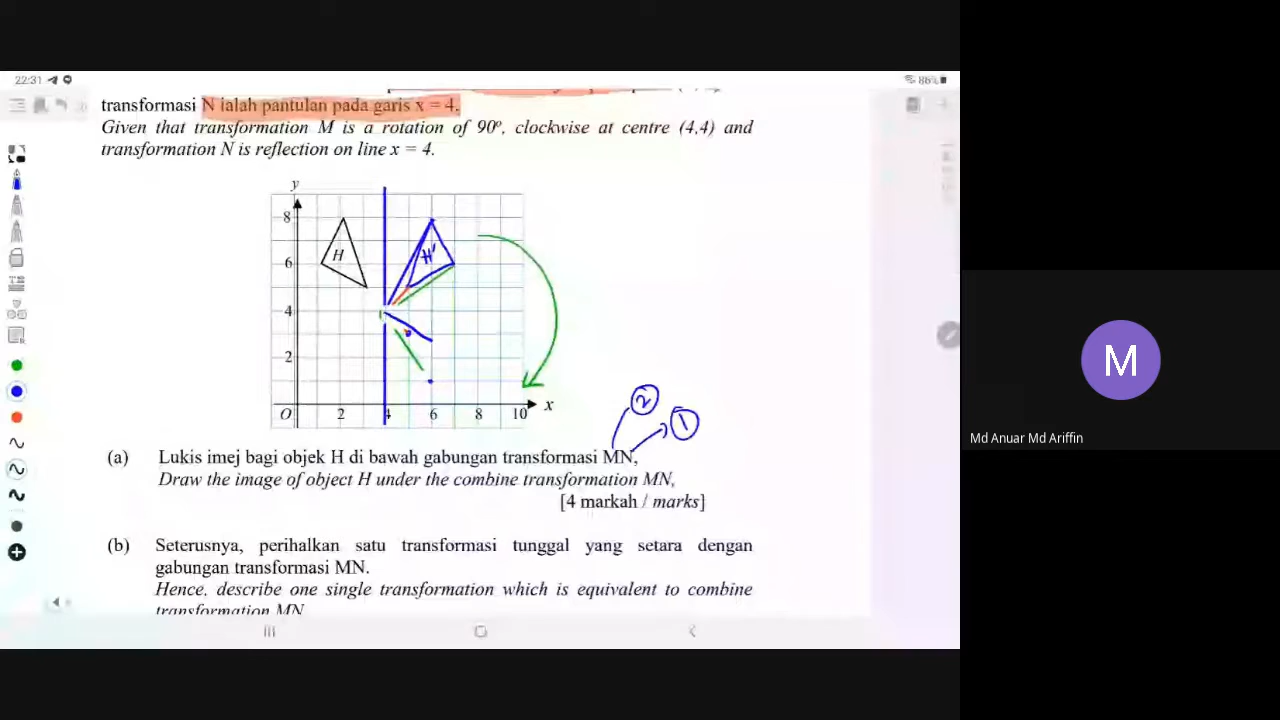 22:31
86%
transformasi N ialah pantulan pada garis x = 4.
Given that transformation M is a rotation of 90º, clockwise at centre (4,4) and
transformation N is reflection on line x = 4.
y
8
H
H'
6
4
2
O
2
4
6
8
10
x
2
1
(a) Lukis imej bagi objek H di bawah gabungan transformasi MN,
Draw the image of object H under the combine transformation MN,
[4 markah / marks]
(b) Seterusnya, perihalkan satu transformasi tunggal yang setara dengan
gabungan transformasi MN.
Hence, describe one single transformation which is equivalent to combine
transformation MN
M
Md Anuar Md Ariffin